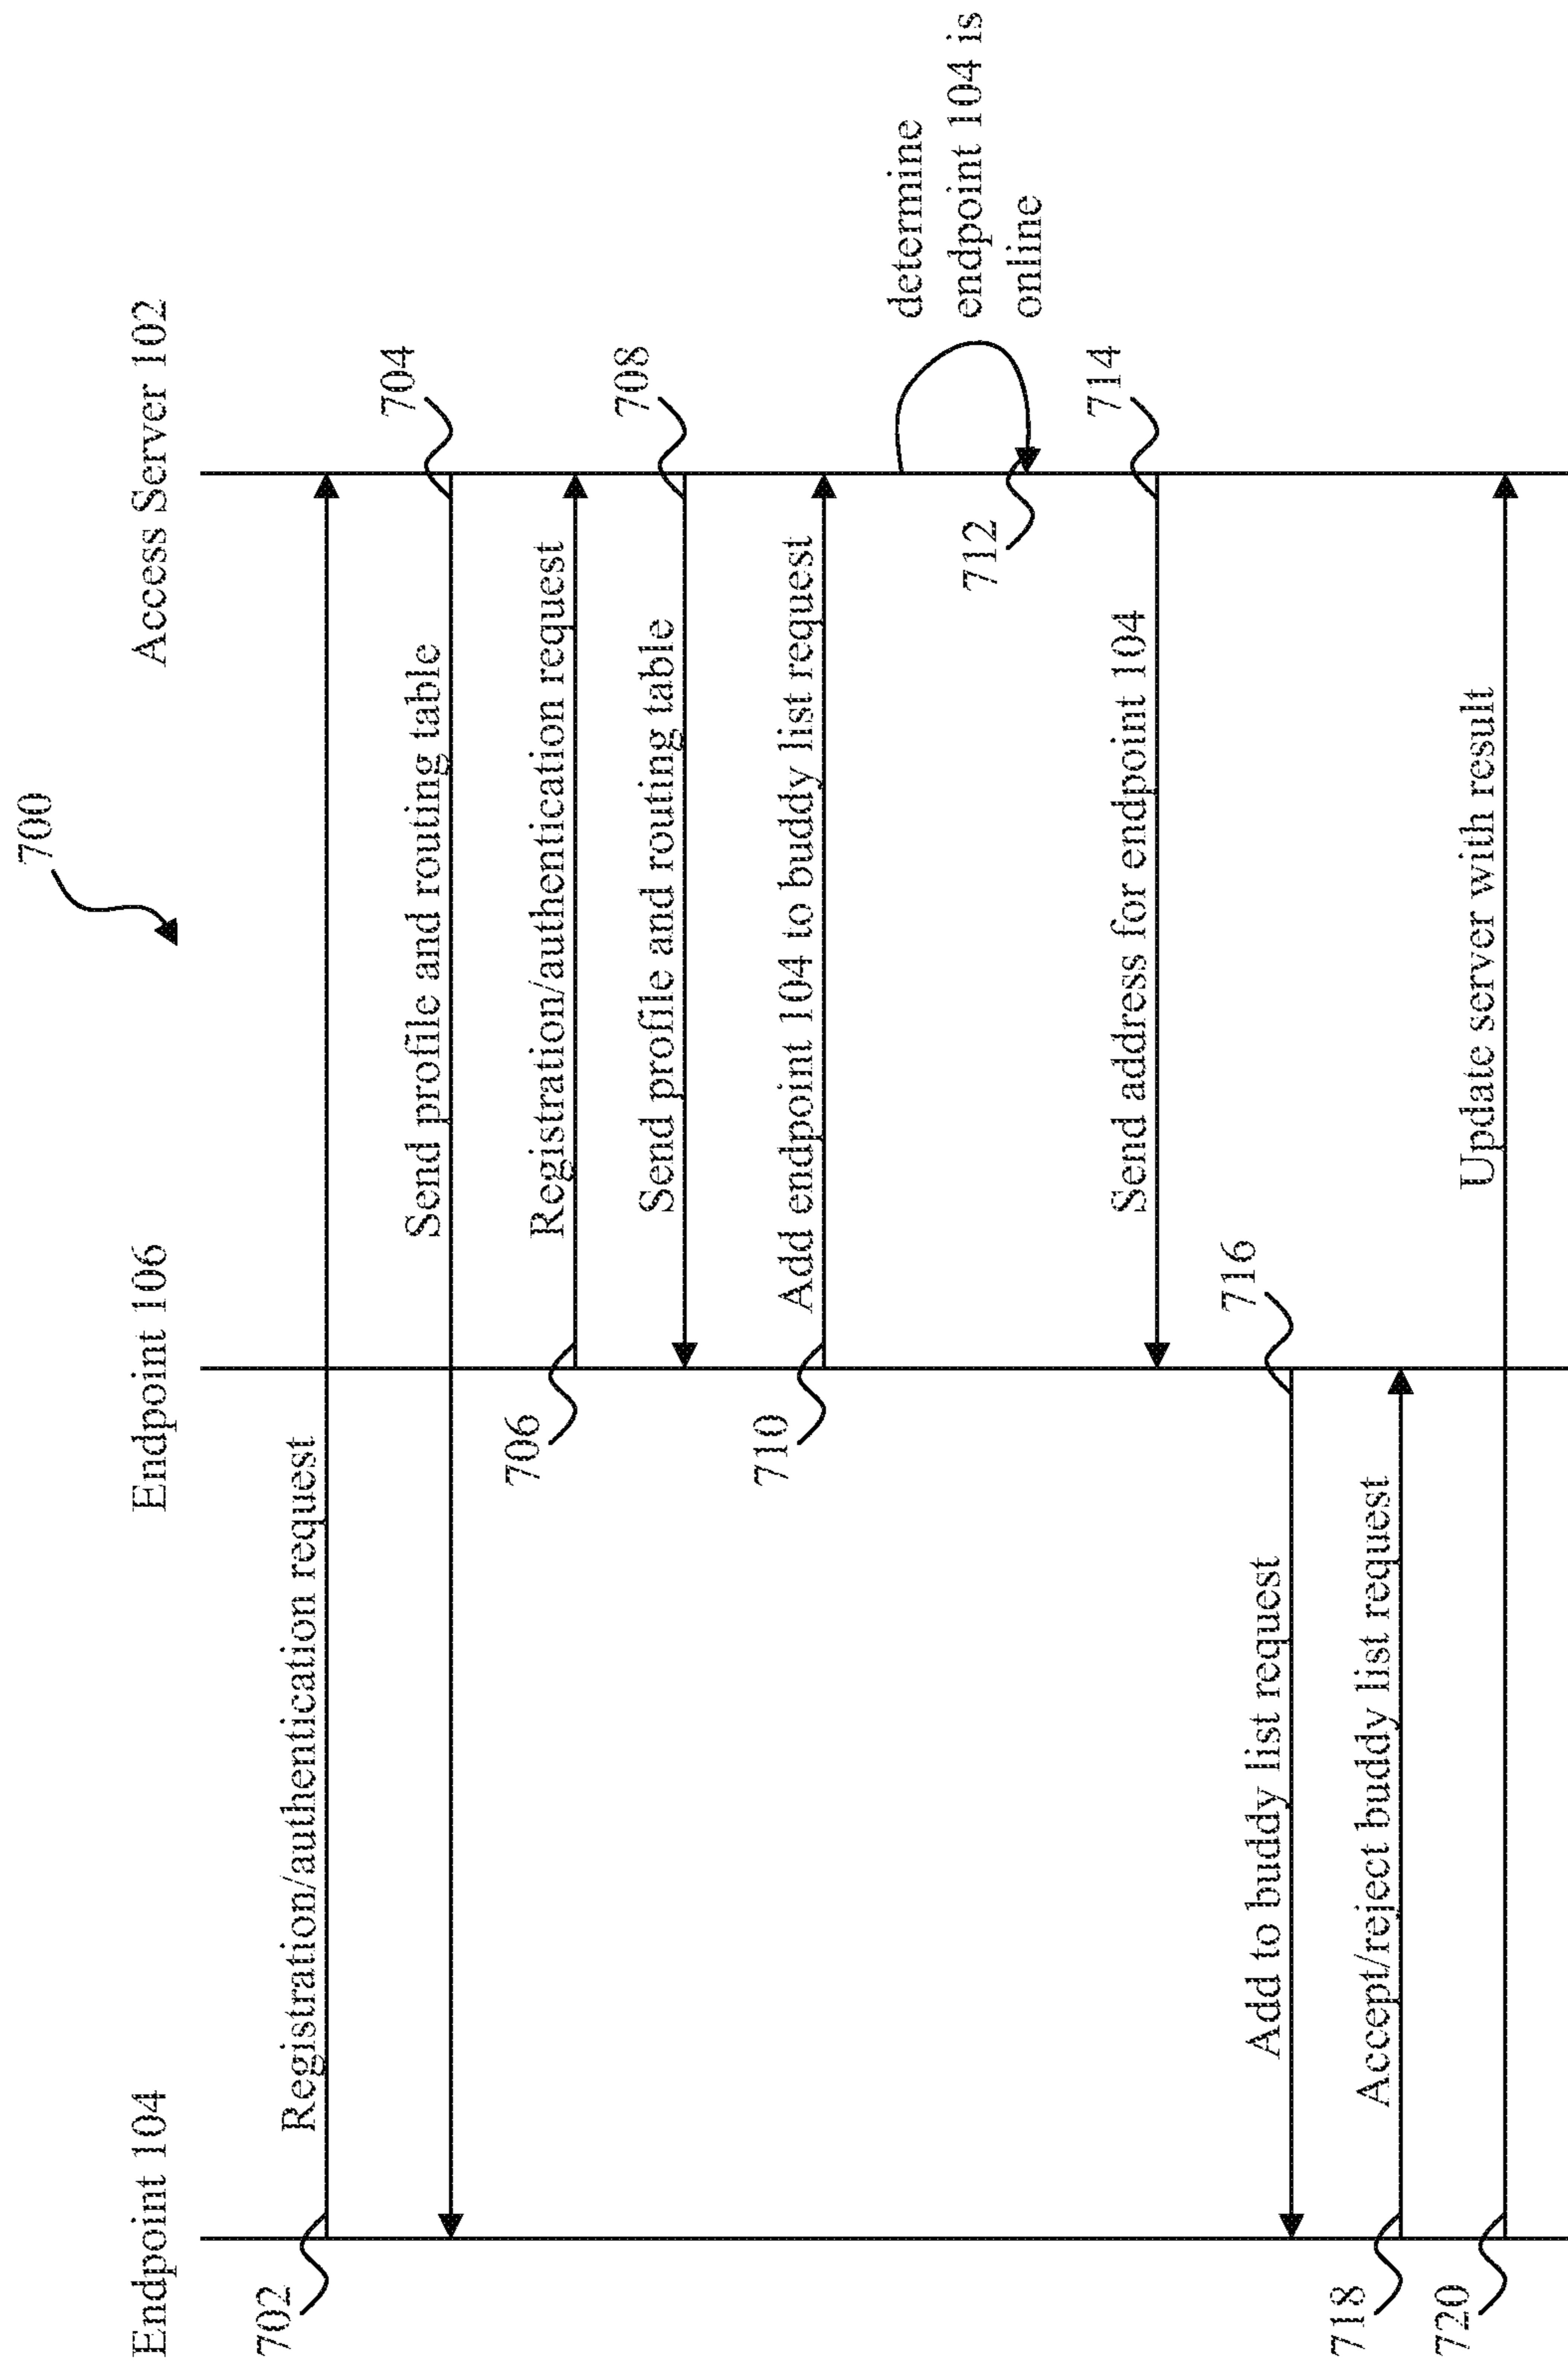 700
Endpoint 104
Endpoint 106
Access Server 102
702
Registration/authentication request
704
Send profile and routing table
706
Registration/authentication request
708
Send profile and routing table
710
Add endpoint 104 to buddy list request
determine
endpoint 104 is
online
712
714
Send address for endpoint 104
716
Add to buddy list request
718
Accept/reject buddy list request
720
Update server with result